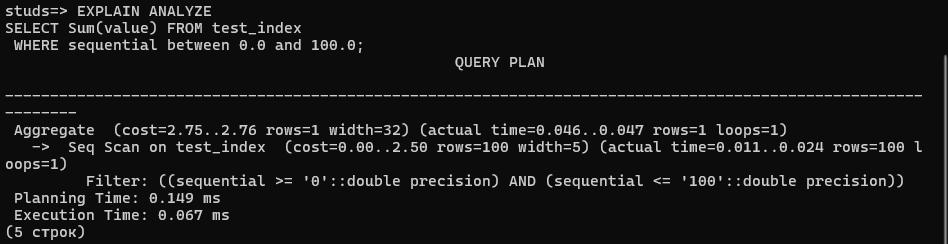 studs=> EXPLAIN ANALYZE
SELECT Sum(value) FROM test_index
 WHERE sequential between 0.0 and 100.0;
QUERY PLAN
------------------------------------------------------------------------------------------------------
--------
 Aggregate  (cost=2.75..2.76 rows=1 width=32) (actual time=0.046..0.047 rows=1 loops=1)
   ->  Seq Scan on test_index  (cost=0.00..2.50 rows=100 width=5) (actual time=0.011..0.024 rows=100 l
oops=1)
         Filter: ((sequential >= '0'::double precision) AND (sequential <= '100'::double precision))
 Planning Time: 0.149 ms
 Execution Time: 0.067 ms
(5 строк)